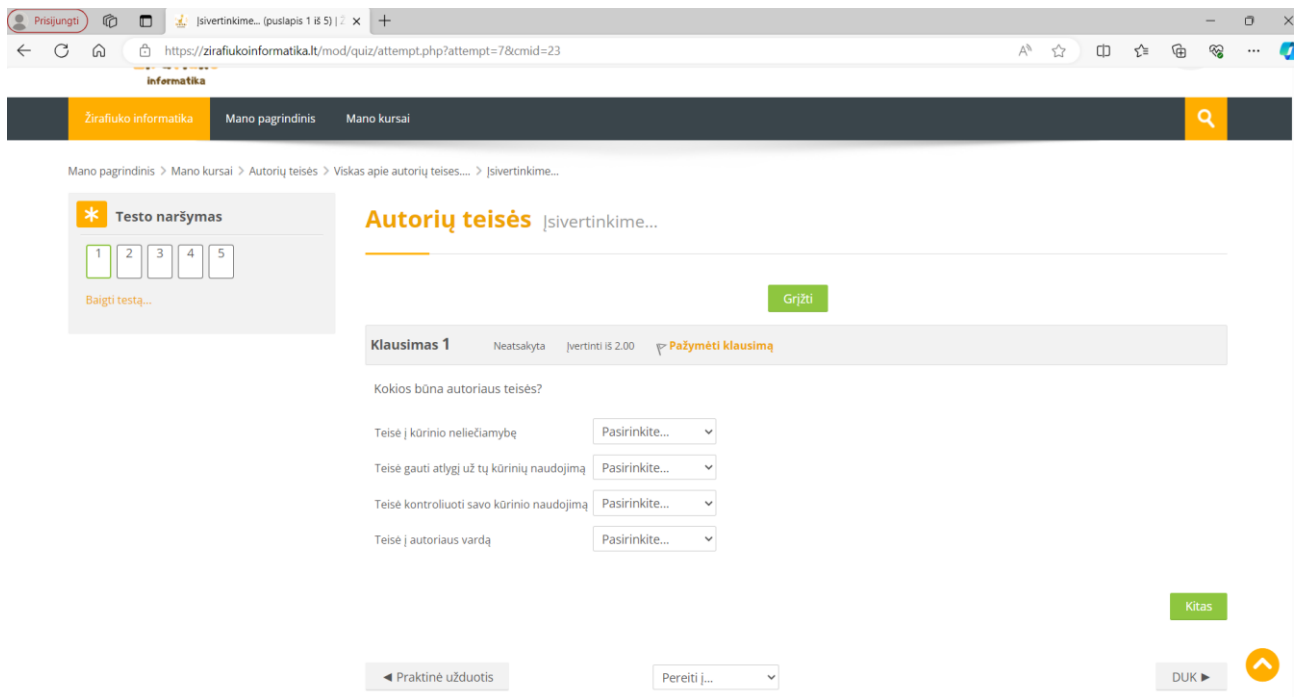 Prisijungti
Įsivertinkime... (puslapis 1 iš 5) | Ž
https://zirafiukoinformatika.lt/mod/quiz/attempt.php?attempt=7&cmid=23
informatika
Žirafiuko informatika Mano pagrindinis Mano kursai
Mano pagrindinis > Mano kursai > Autorių teisės > Viskas apie autorių teises.... > Įsivertinkime...
Testo naršymas
1 2 3 4 5
Baigti testą...
Autorių teisės Įsivertinkime...
Grįžti
Klausimas 1 Neatsakyta Įvertinti iš 2.00 Pažymėti klausimą
Kokios būna autoriaus teisės?
Teisė į kūrinio neliečiamybę Pasirinkite...
Teisė gauti atlygį už tų kūrinių naudojimą Pasirinkite...
Teisė kontroliuoti savo kūrinio naudojimą Pasirinkite...
Teisė į autoriaus vardą Pasirinkite...
Kitas
◄ Praktinė užduotis Pereiti į... DUK ►